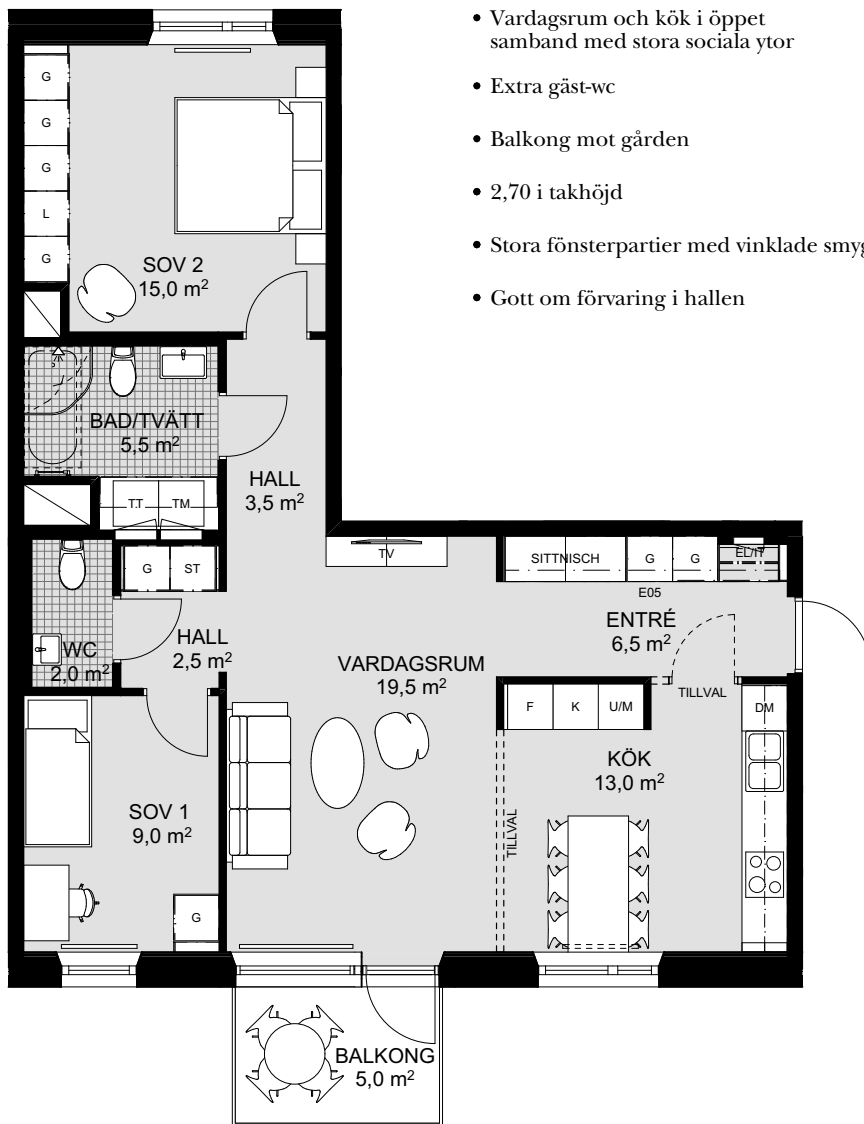 • Vardagsrum och kök i öppet
samband med stora sociala ytor
• Extra gäst-wc
• Balkong mot gården
• 2,70 i takhöjd
• Stora fönsterpartier med vinklade smyg
• Gott om förvaring i hallen
G
G
G
L
G
SOV 2
15,0 m²
BAD/TVÄTT
5,5 m²
HALL
3,5 m²
TT
TM
TV
SITTNISCH
G
G
EL/IT
E05
G
ST
ENTRÉ
6,5 m²
HALL
2,5 m²
WC
2,0 m²
VARDAGSRUM
19,5 m²
TILLVAL
F
K
U/M
DM
KÖK
13,0 m²
SOV 1
9,0 m²
TILLVAL
G
BALKONG
5,0 m²